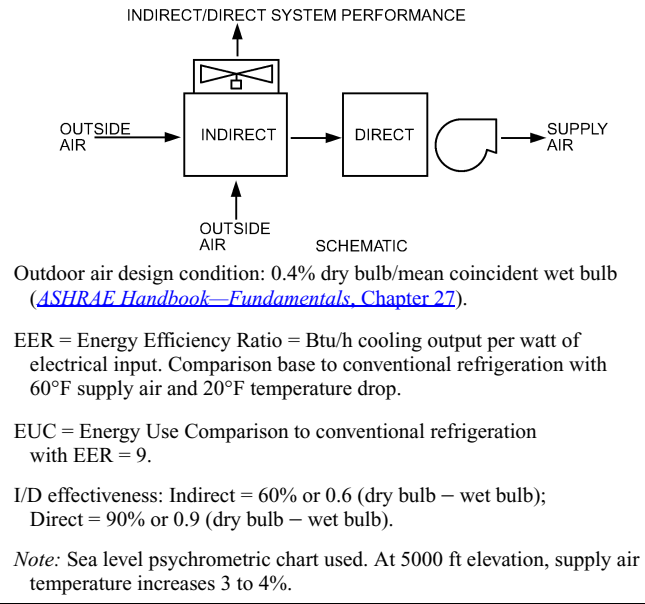 INDIRECT/DIRECT SYSTEM PERFORMANCE
OUTSIDE
AIR
INDIRECT
DIRECT
SUPPLY
AIR
OUTSIDE
AIR
SCHEMATIC
Outdoor air design condition: 0.4% dry bulb/mean coincident wet bulb
(ASHRAE Handbook—Fundamentals, Chapter 27).
EER = Energy Efficiency Ratio = Btu/h cooling output per watt of
electrical input. Comparison base to conventional refrigeration with
60°F supply air and 20°F temperature drop.
EUC = Energy Use Comparison to conventional refrigeration
with EER = 9.
I/D effectiveness: Indirect = 60% or 0.6 (dry bulb − wet bulb);
Direct = 90% or 0.9 (dry bulb − wet bulb).
Note: Sea level psychrometric chart used. At 5000 ft elevation, supply air
temperature increases 3 to 4%.